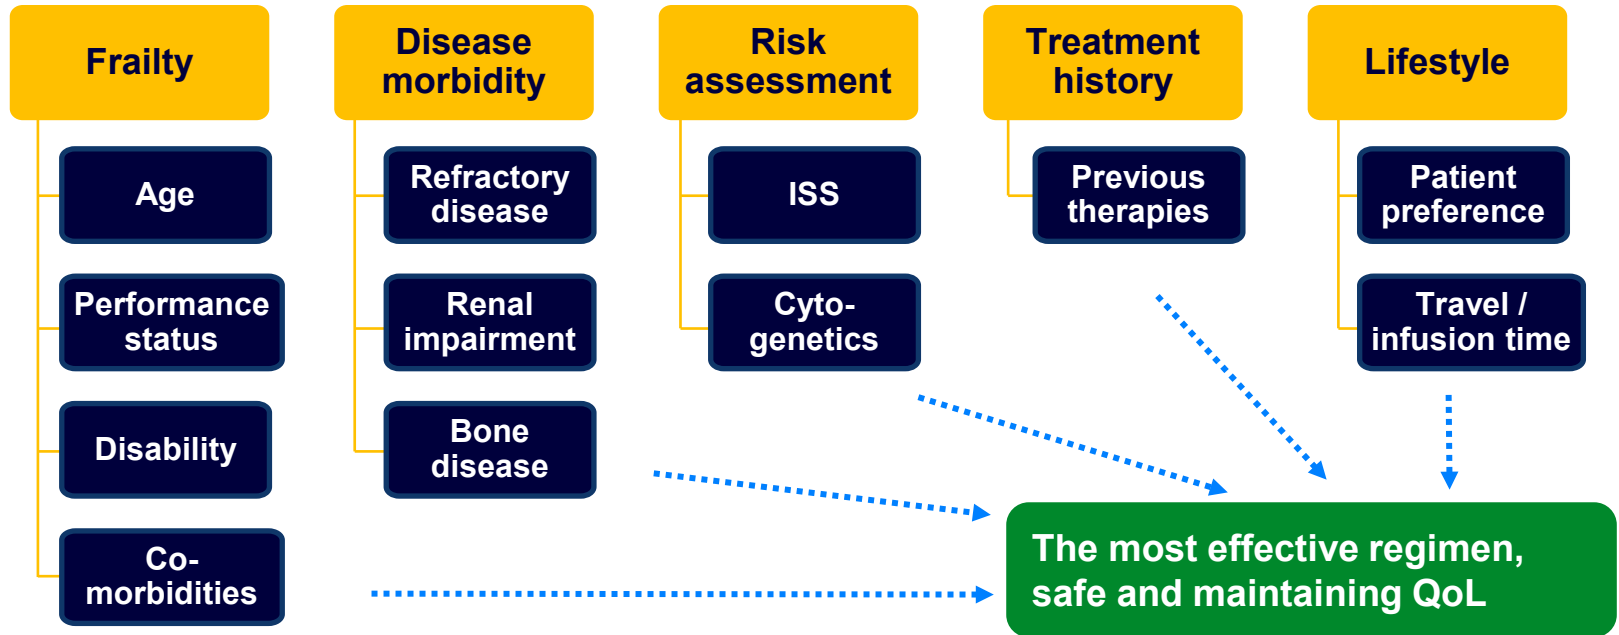 Frailty
Age
Performance
status
Disability
Co-
morbidities
Disease
morbidity
Refractory
disease
Renal
impairment
Bone
disease
Risk
assessment
ISS
Cyto-
genetics
Treatment
history
Previous
therapies
Lifestyle
Patient
preference
Travel /
infusion time
The most effective regimen,
safe and maintaining QoL